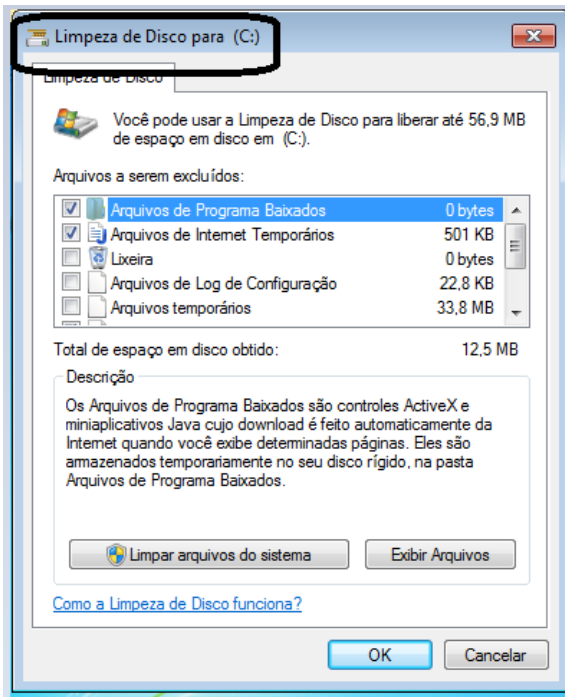 Limpeza de Disco para (C:)
Limpeza de Disco
Você pode usar a Limpeza de Disco para liberar até 56,9 MB
de espaço em disco em (C:).
Arquivos a serem excluídos:
Arquivos de Programa Baixados 0 bytes
Arquivos de Internet Temporários 501 KB
Lixeira 0 bytes
Arquivos de Log de Configuração 22,8 KB
Arquivos temporários 33,8 MB
Total de espaço em disco obtido: 12,5 MB
Descrição
Os Arquivos de Programa Baixados são controles ActiveX e
miniaplicativos Java cujo download é feito automaticamente da
Internet quando você exibe determinadas páginas. Eles são
armazenados temporariamente no seu disco rígido, na pasta
Arquivos de Programa Baixados.
Limpar arquivos do sistema Exibir Arquivos
Como a Limpeza de Disco funciona?
OK Cancelar